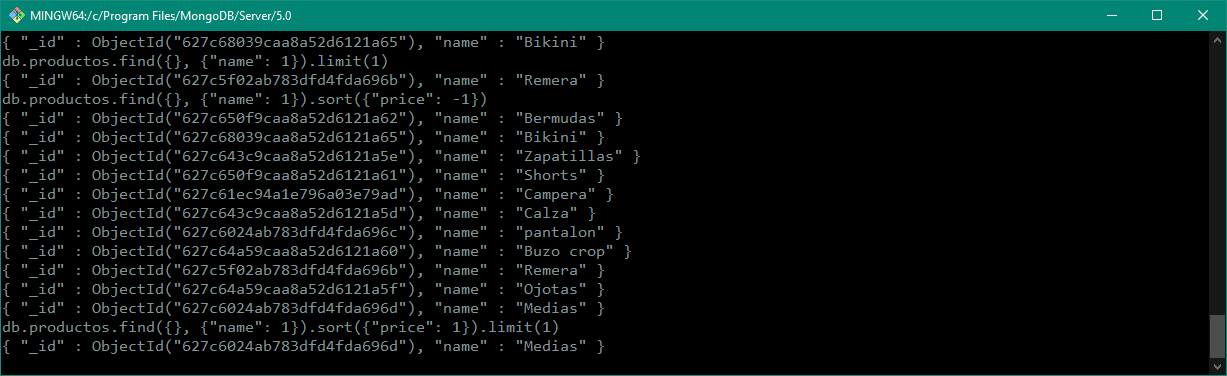 MINGW64:/c/Program Files/MongoDB/Server/5.0
{ "_id" : ObjectId("627c68039caa8a52d6121a65"), "name" : "Bikini" }
db.productos.find({}, {"name": 1}).limit(1)
{ "_id" : ObjectId("627c5f02ab783dfd4fda696b"), "name" : "Remera" }
db.productos.find({}, {"name": 1}).sort({"price": -1})
{ "_id" : ObjectId("627c650f9caa8a52d6121a62"), "name" : "Bermudas" }
{ "_id" : ObjectId("627c68039caa8a52d6121a65"), "name" : "Bikini" }
{ "_id" : ObjectId("627c643c9caa8a52d6121a5e"), "name" : "Zapatillas" }
{ "_id" : ObjectId("627c650f9caa8a52d6121a61"), "name" : "Shorts" }
{ "_id" : ObjectId("627c61ec94a1e796a03e79ad"), "name" : "Campera" }
{ "_id" : ObjectId("627c643c9caa8a52d6121a5d"), "name" : "Calza" }
{ "_id" : ObjectId("627c6024ab783dfd4fda696c"), "name" : "pantalon" }
{ "_id" : ObjectId("627c64a59caa8a52d6121a60"), "name" : "Buzo crop" }
{ "_id" : ObjectId("627c5f02ab783dfd4fda696b"), "name" : "Remera" }
{ "_id" : ObjectId("627c64a59caa8a52d6121a5f"), "name" : "Ojotas" }
{ "_id" : ObjectId("627c6024ab783dfd4fda696d"), "name" : "Medias" }
db.productos.find({}, {"name": 1}).sort({"price": 1}).limit(1)
{ "_id" : ObjectId("627c6024ab783dfd4fda696d"), "name" : "Medias" }